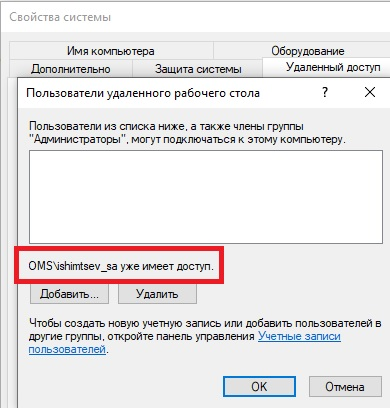 Свойства системы
Имя компьютера
Оборудование
Дополнительно
Защита системы
Удаленный доступ
Пользователи удаленного рабочего стола
?
Пользователи из списка ниже, а также члены группы
"Администраторы", могут подключаться к этому компьютеру.
OMS\ishimtsev_sa уже имеет доступ.
Добавить...
Удалить
Чтобы создать новую учетную запись или добавить пользователей в
другие группы, откройте панель управления Учетные записи
пользователей.
OK
Отмена